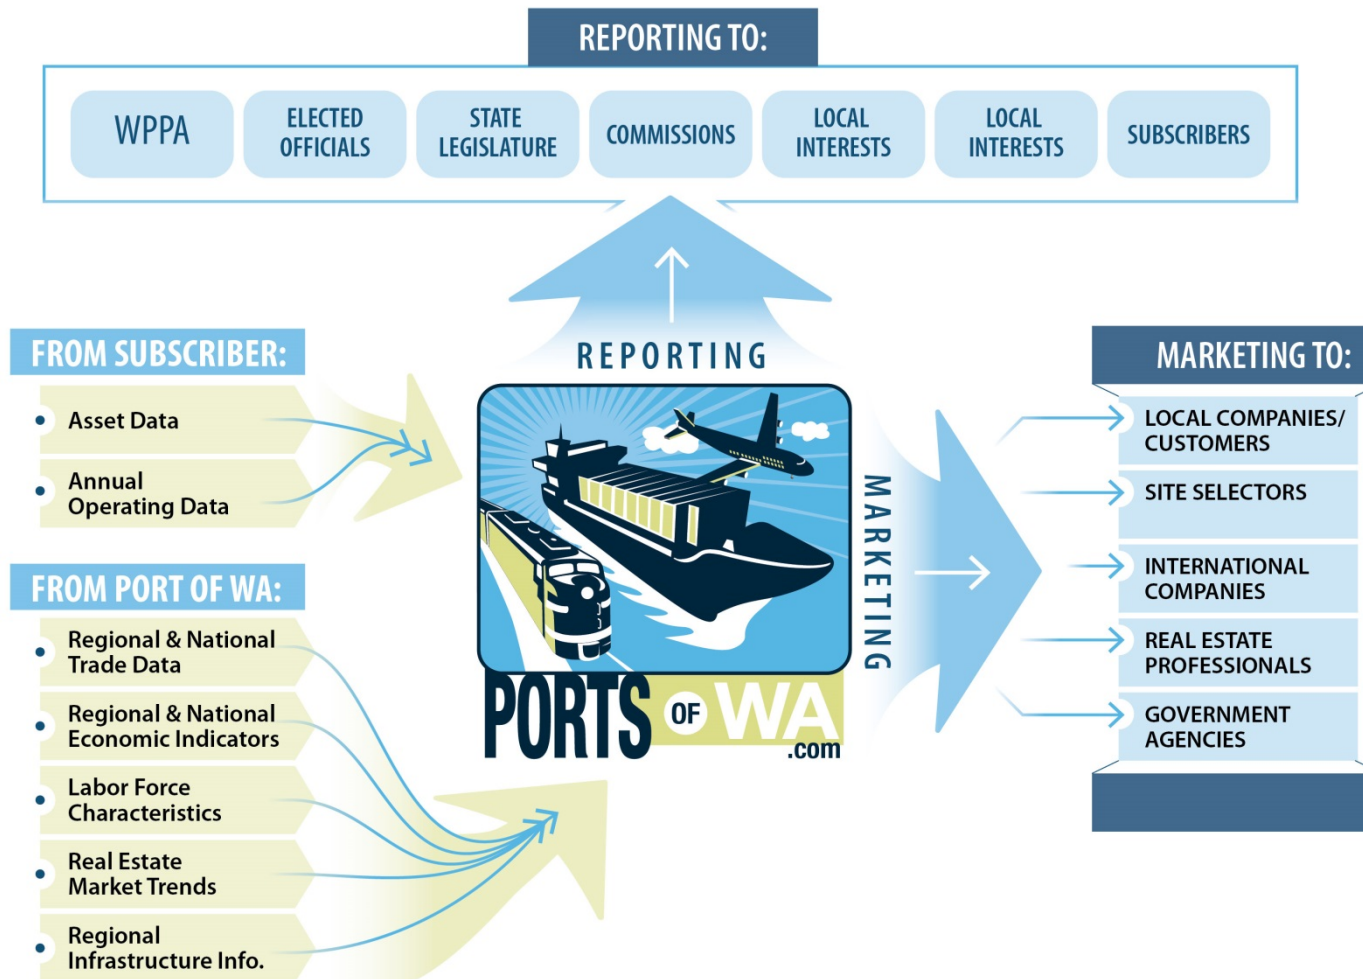 REPORTING TO:
WPPA
ELECTED
OFFICIALS
STATE
LEGISLATURE
COMMISSIONS
LOCAL
INTERESTS
LOCAL
INTERESTS
SUBSCRIBERS
REPORTING
FROM SUBSCRIBER:
Asset Data
Annual
Operating Data
FROM PORT OF WA:
Regional & National
Trade Data
Regional & National
Economic Indicators
Labor Force
Characteristics
Real Estate
Market Trends
Regional
Infrastructure Info.
PORTS OF WA
.com
MARKETING
MARKETING TO:
LOCAL COMPANIES/
CUSTOMERS
SITE SELECTORS
INTERNATIONAL
COMPANIES
REAL ESTATE
PROFESSIONALS
GOVERNMENT
AGENCIES